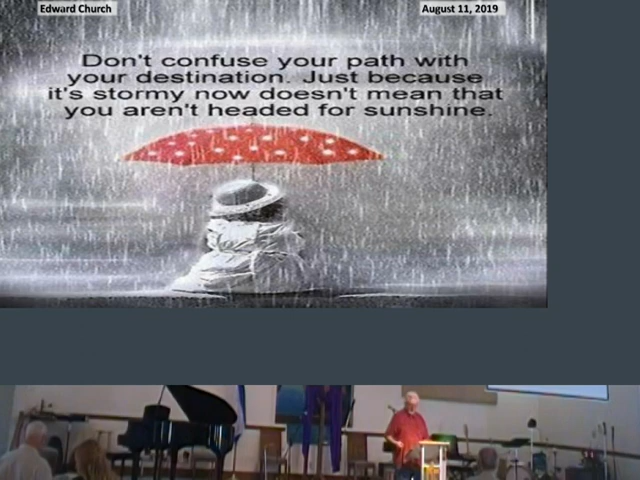 Edward Church
August 11, 2019
Don't confuse your path with
your destination. Just because
it's stormy now doesn't mean that
you aren't headed for sunshine.